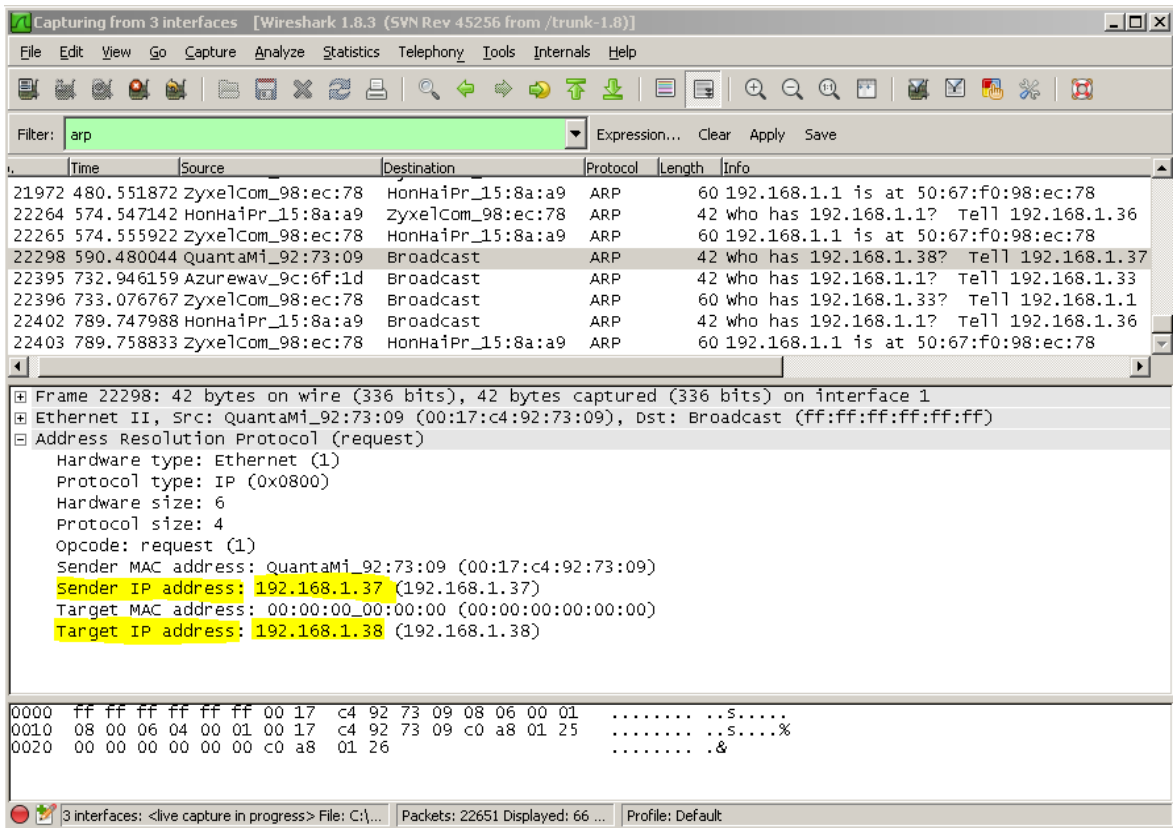 Capturing from 3 interfaces [Wireshark 1.8.3 (SVN Rev 45256 from /trunk-1.8)]
File Edit View Go Capture Analyze Statistics Telephony Tools Internals Help
Filter: arp Expression... Clear Apply Save
Time Source Destination Protocol Length Info
21972 480.551872 ZyxelCom_98:ec:78 HonHaiPr_15:8a:a9 ARP 60 192.168.1.1 is at 50:67:f0:98:ec:78
22264 574.547142 HonHaiPr_15:8a:a9 ZyxelCom_98:ec:78 ARP 42 Who has 192.168.1.1? Tell 192.168.1.36
22265 574.555922 ZyxelCom_98:ec:78 HonHaiPr_15:8a:a9 ARP 60 192.168.1.1 is at 50:67:f0:98:ec:78
22298 590.480044 QuantaMi_92:73:09 Broadcast ARP 42 Who has 192.168.1.38? Tell 192.168.1.37
22395 732.946159 Azurewav_9c:6f:1d Broadcast ARP 42 Who has 192.168.1.1? Tell 192.168.1.33
22396 733.076767 ZyxelCom_98:ec:78 Broadcast ARP 60 Who has 192.168.1.33? Tell 192.168.1.1
22402 789.747988 HonHaiPr_15:8a:a9 Broadcast ARP 42 Who has 192.168.1.1? Tell 192.168.1.36
22403 789.758833 ZyxelCom_98:ec:78 HonHaiPr_15:8a:a9 ARP 60 192.168.1.1 is at 50:67:f0:98:ec:78
Frame 22298: 42 bytes on wire (336 bits), 42 bytes captured (336 bits) on interface 1
Ethernet II, Src: QuantaMi_92:73:09 (00:17:c4:92:73:09), Dst: Broadcast (ff:ff:ff:ff:ff:ff)
Address Resolution Protocol (request)
Hardware type: Ethernet (1)
Protocol type: IP (0x0800)
Hardware size: 6
Protocol size: 4
Opcode: request (1)
Sender MAC address: QuantaMi_92:73:09 (00:17:c4:92:73:09)
Sender IP address: 192.168.1.37 (192.168.1.37)
Target MAC address: 00:00:00_00:00:00 (00:00:00:00:00:00)
Target IP address: 192.168.1.38 (192.168.1.38)
0000 ff ff ff ff ff ff 00 17 c4 92 73 09 08 06 00 01 ........ ..s.....
0010 08 00 06 04 00 01 00 17 c4 92 73 09 c0 a8 01 25 ........ ..s....%
0020 00 00 00 00 00 00 c0 a8 01 26 ........ .&
3 interfaces: <live capture in progress> File: C:\... Packets: 22651 Displayed: 66 ... Profile: Default